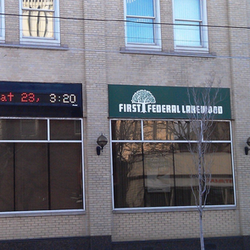 at 23, 3:20
FIRST FEDERAL LAKEWOOD